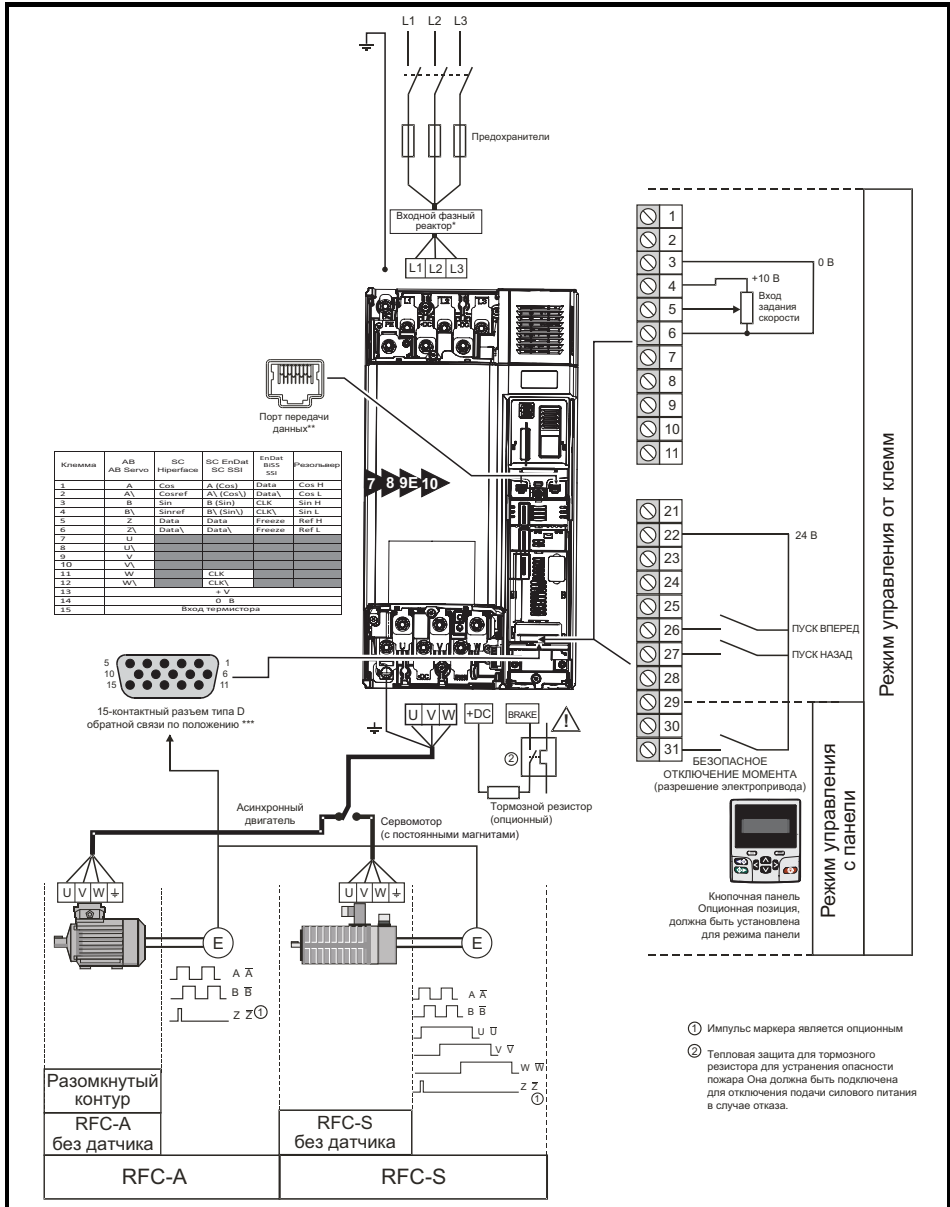 L1 L2 L3
Предохранители
Входной фазный
реактор*
L1 L2 L3
Порт передачи
данных**
Клемма | AB AB Servo | SC Hiperface | SC EnDat SC SSI | EnDat BiSS SSI | Резольвер
1 | A | Cos | A (Cos) | Data | Cos H
2 | A\ | Cosref | A\ (Cos\) | Data\ | Cos L
3 | B | Sin | B (Sin) | CLK | Sin H
4 | B\ | Sinref | B\ (Sin\) | CLK\ | Sin L
5 | Z | Data | Data | Freeze | Ref H
6 | Z\ | Data\ | Data\ | Freeze | Ref L
7 | U
8 | U\
9 | V
10 | V\
11 | W | CLK
12 | W\ | CLK\
13 | + V
14 | 0 В
15 | Вход термистора
7 8 9E 10
5 1
10 6
15 11
15-контактный разъем типа D
обратной связи по положению ***
U V W +DC BRAKE
2
Тормозной резистор
(опционный)
Асинхронный
двигатель
Сервомотор
(с постоянными магнитами)
U V W
U V W
E
E
A A̅
B B̅
Z Z̅ 1
A A̅
B B̅
U U̅
V V̅
W W̅
Z Z̅
1
Разомкнутый
контур
RFC-A
без датчика
RFC-A
RFC-S
без датчика
RFC-S
1
2
3
4
5
6
7
8
9
10
11
0 В
+10 В
Вход
задания
скорости
21
22
23
24
25
26
27
28
29
30
31
24 В
ПУСК ВПЕРЕД
ПУСК НАЗАД
БЕЗОПАСНОЕ
ОТКЛЮЧЕНИЕ МОМЕНТА
(разрешение электропривода)
Кнопочная панель
Опционная позиция,
должна быть установлена
для режима панели
Режим управления
с панели
Режим управления от клемм
1 Импульс маркера является опционным
2 Тепловая защита для тормозного
резистора для устранения опасности
пожара Она должна быть подключена
для отключения подачи силового питания
в случае отказа.